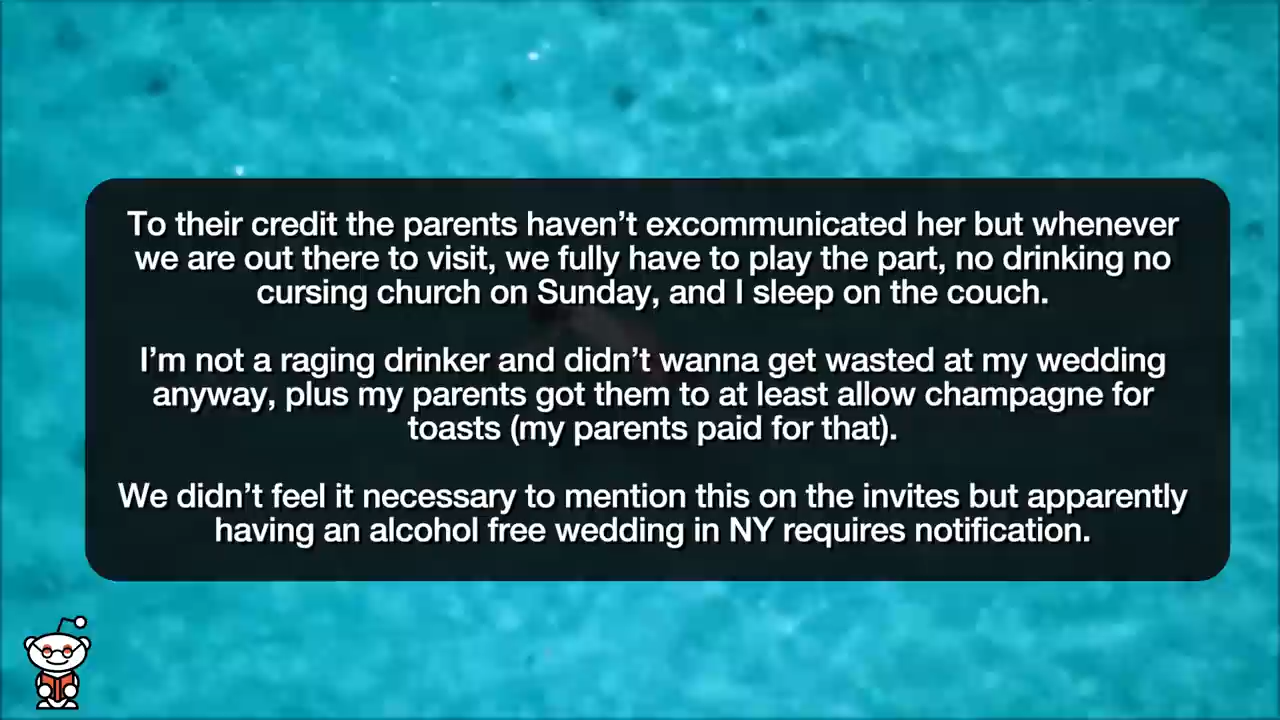 To their credit the parents haven’t excommunicated her but whenever
we are out there to visit, we fully have to play the part, no drinking no
cursing church on Sunday, and I sleep on the couch.
I’m not a raging drinker and didn’t wanna get wasted at my wedding
anyway, plus my parents got them to at least allow champagne for
toasts (my parents paid for that).
We didn’t feel it necessary to mention this on the invites but apparently
having an alcohol free wedding in NY requires notification.